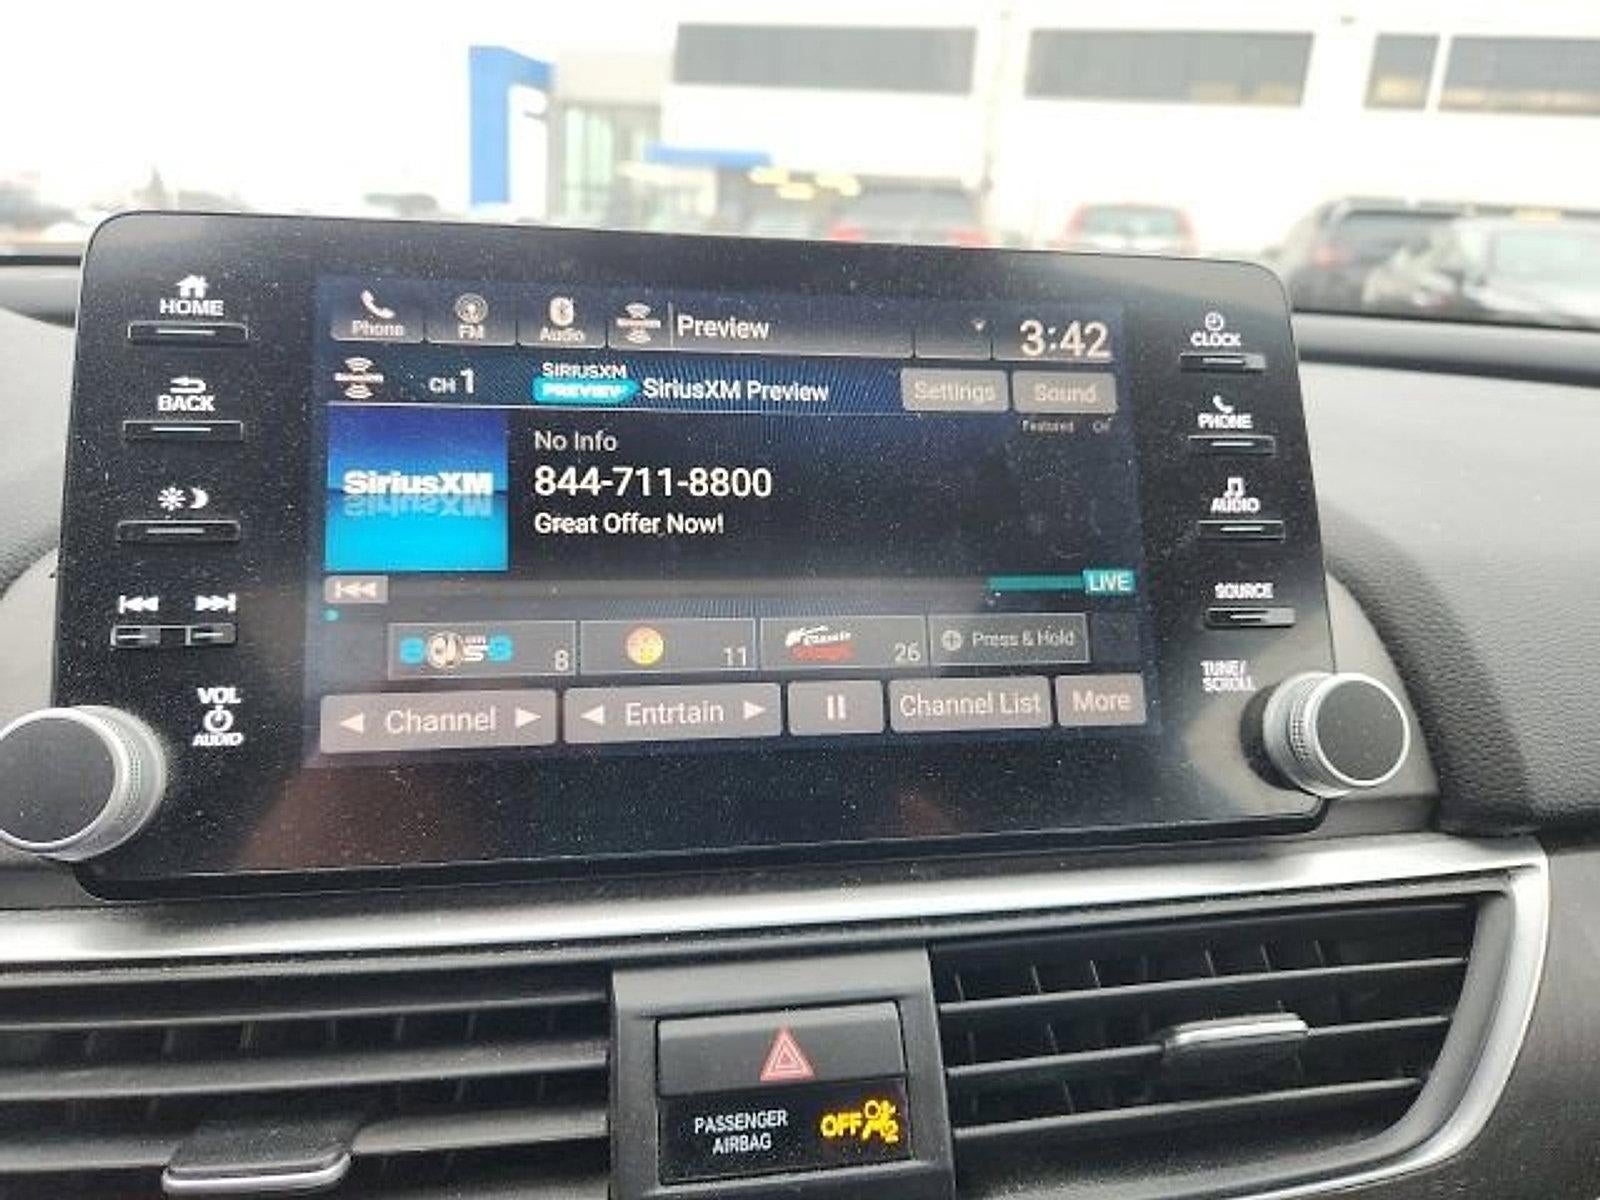 HOME
BACK
VOL
AUDIO
Phone
FM
Audio
Preview
3:42
CH 1
SIRIUSXM
PREVIEW
SiriusXM Preview
Settings
Sound
Featured
SiriusXM
No Info
844-711-8800
Great Offer Now!
LIVE
8
11
26
Press & Hold
Channel
Entrtain
Channel List
More
CLOCK
PHONE
AUDIO
SOURCE
TUNE/
SCROLL
PASSENGER
AIRBAG
OFF
2